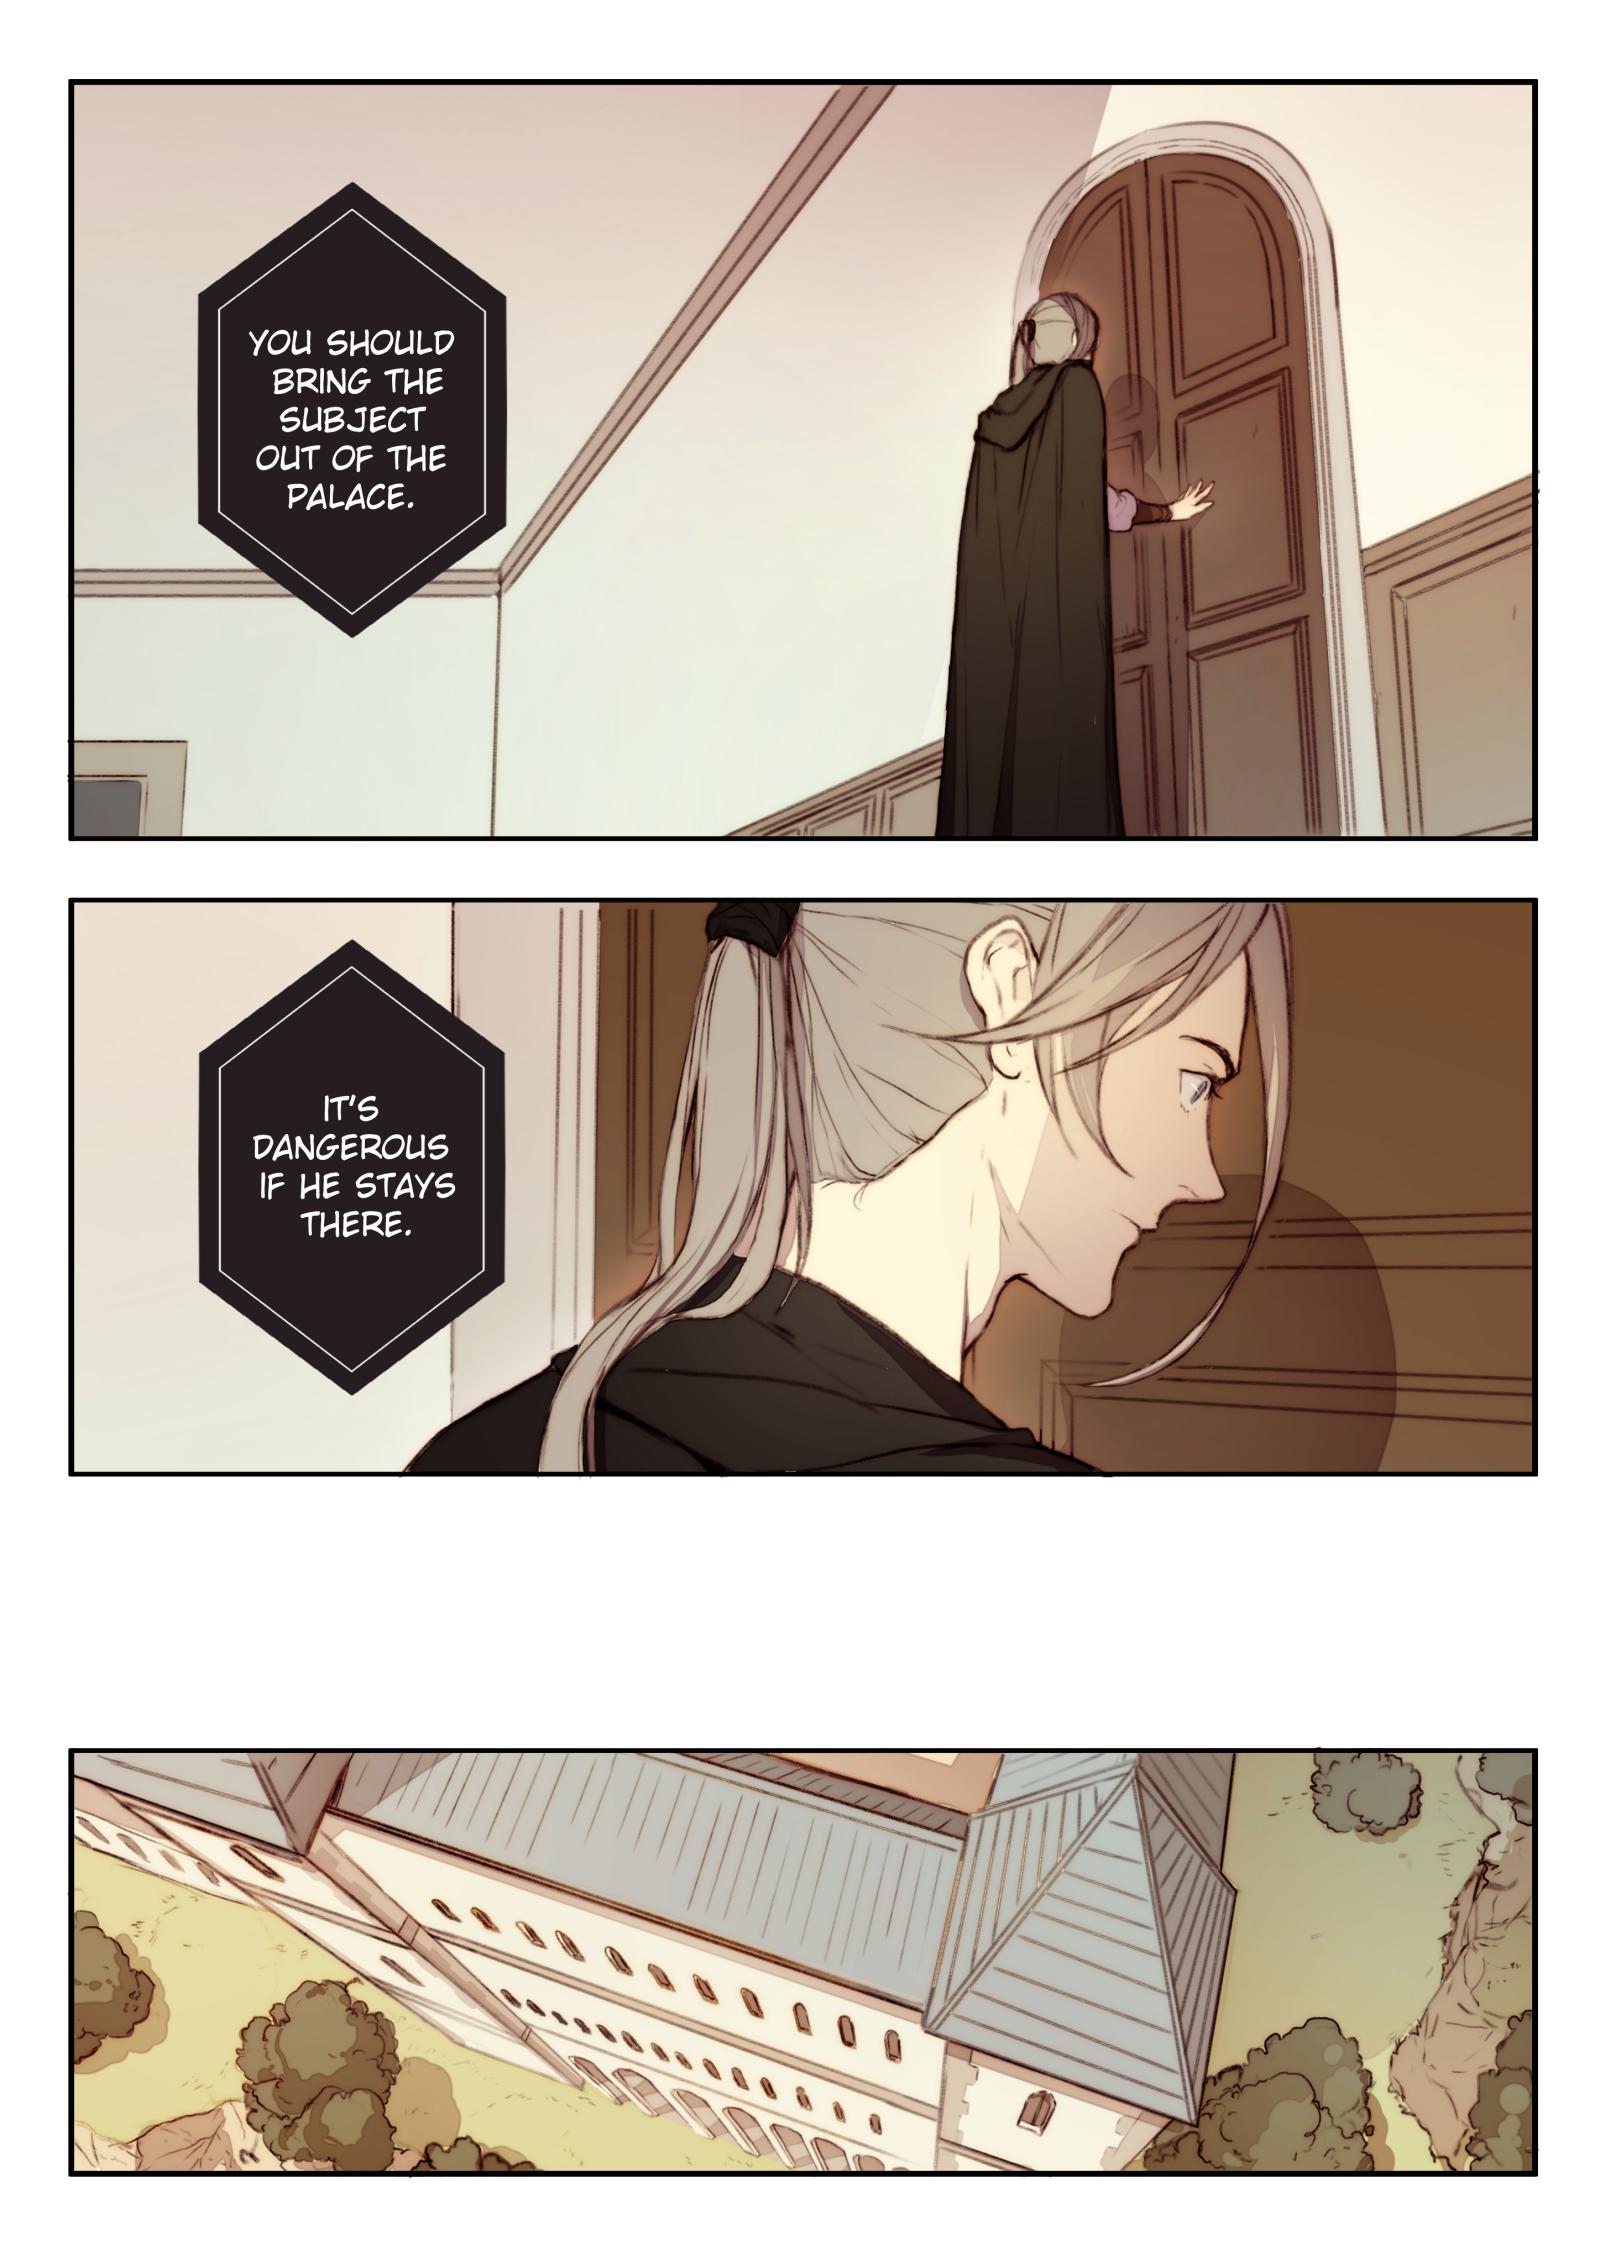 YOU SHOULD
BRING THE
SUBJECT
OUT OF THE
PALACE.
IT'S
DANGEROUS
IF HE STAYS
THERE.